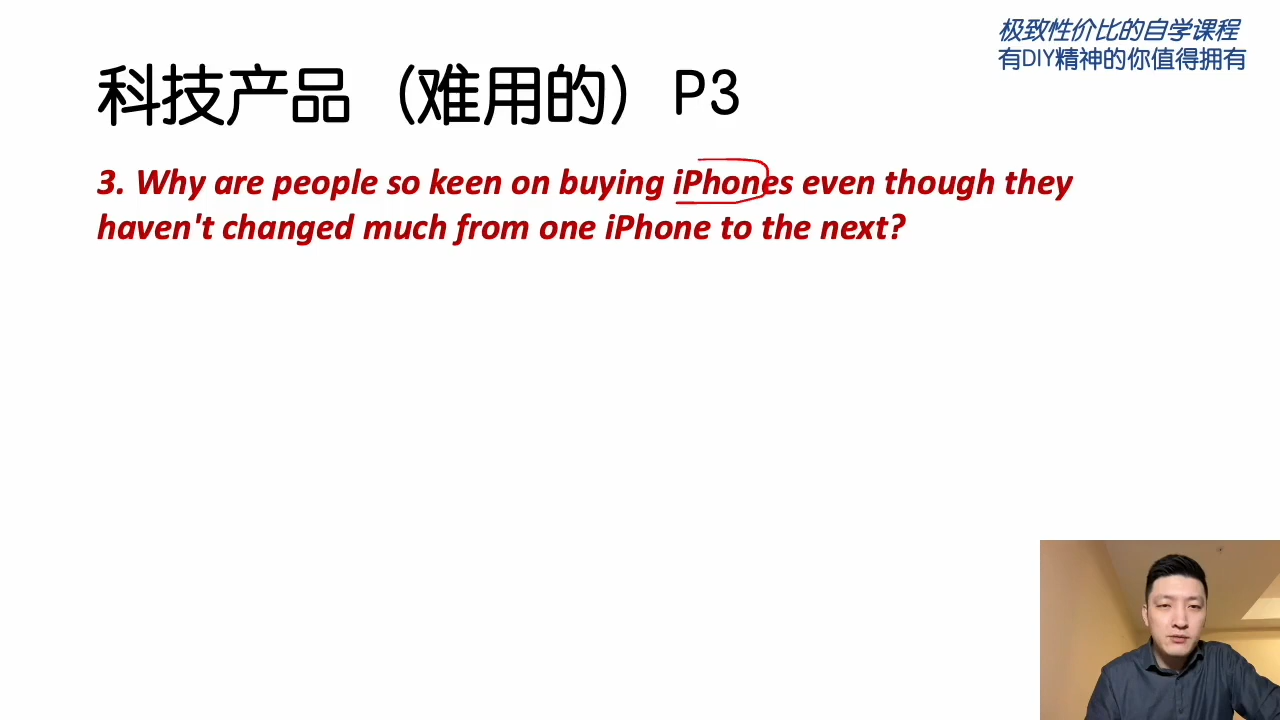 极致性价比的自学课程
有DIY精神的你值得拥有
科技产品（难用的）P3
3. Why are people so keen on buying iPhones even though they
haven't changed much from one iPhone to the next?